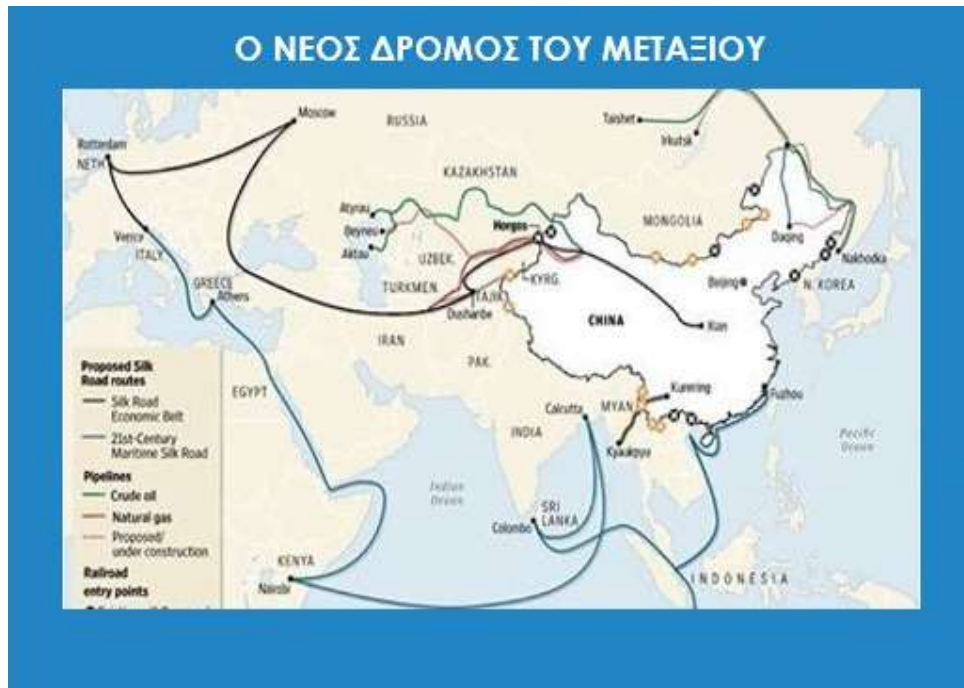 Ο ΝΕΟΣ ΔΡΟΜΟΣ ΤΟΥ ΜΕΤΑΞΙΟΥ
Moscow
RUSSIA
Taishet
Irkutsk
Rotterdam
NETH
KAZAKHSTAN
Atyrau
Beyneu
Aktau
Horgos
MONGOLIA
Daqing
Nakhodka
Venice
ITALY
UZBEK.
KYRG.
Beijing
N. KOREA
GREECE
Athens
TURKMEN
TAJIK
Dushanbe
CHINA
Xian
IRAN
PAK.
EGYPT
Calcutta
MYAN
Kunming
Fuzhou
INDIA
Kyaukpyu
Pacific
Ocean
Indian
Ocean
SRI
LANKA
Colombo
KENYA
Nairobi
INDONESIA
Proposed Silk
Road routes
Silk Road
Economic Belt
21st-Century
Maritime Silk Road
Pipelines
Crude oil
Natural gas
Proposed/
under construction
Railroad
entry points